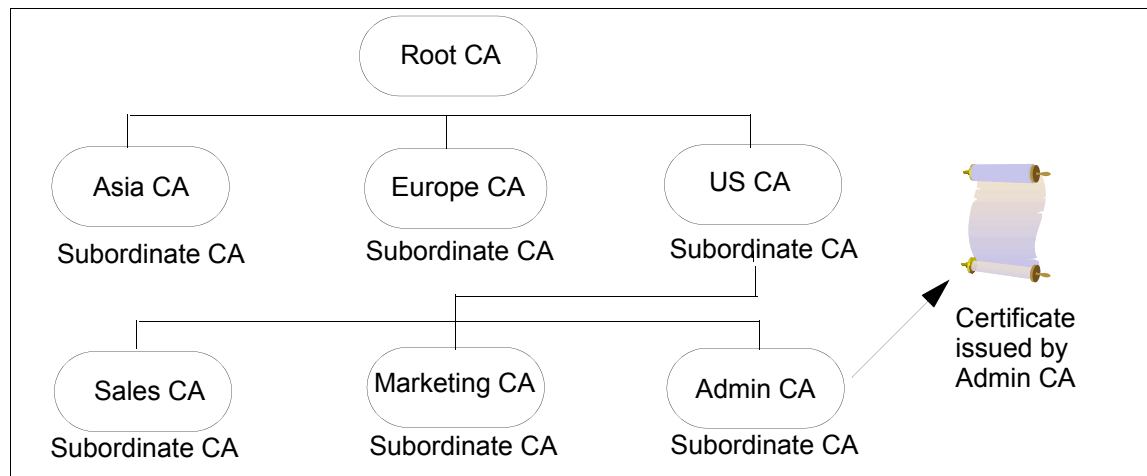 Root CA
Asia CA
Europe CA
US CA
Subordinate CA
Subordinate CA
Subordinate CA
Certificate
issued by
Admin CA
Sales CA
Marketing CA
Admin CA
Subordinate CA
Subordinate CA
Subordinate CA